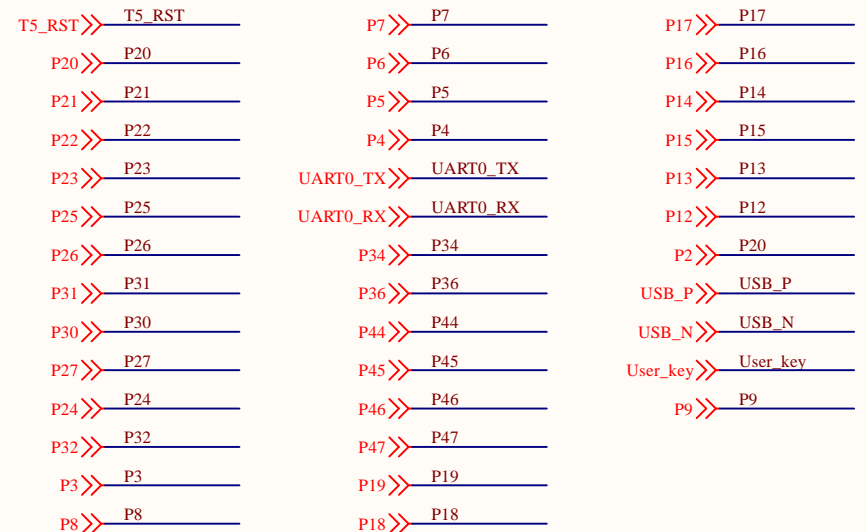 T5_RST T5_RST
P20 P20
P21 P21
P22 P22
P23 P23
P25 P25
P26 P26
P31 P31
P30 P30
P27 P27
P24 P24
P32 P32
P3 P3
P8 P8
P7 P7
P6 P6
P5 P5
P4 P4
UART0_TX UART0_TX
UART0_RX UART0_RX
P34 P34
P36 P36
P44 P44
P45 P45
P46 P46
P47 P47
P19 P19
P18 P18
P17 P17
P16 P16
P14 P14
P15 P15
P13 P13
P12 P12
P2 P20
USB_P USB_P
USB_N USB_N
User_key User_key
P9 P9